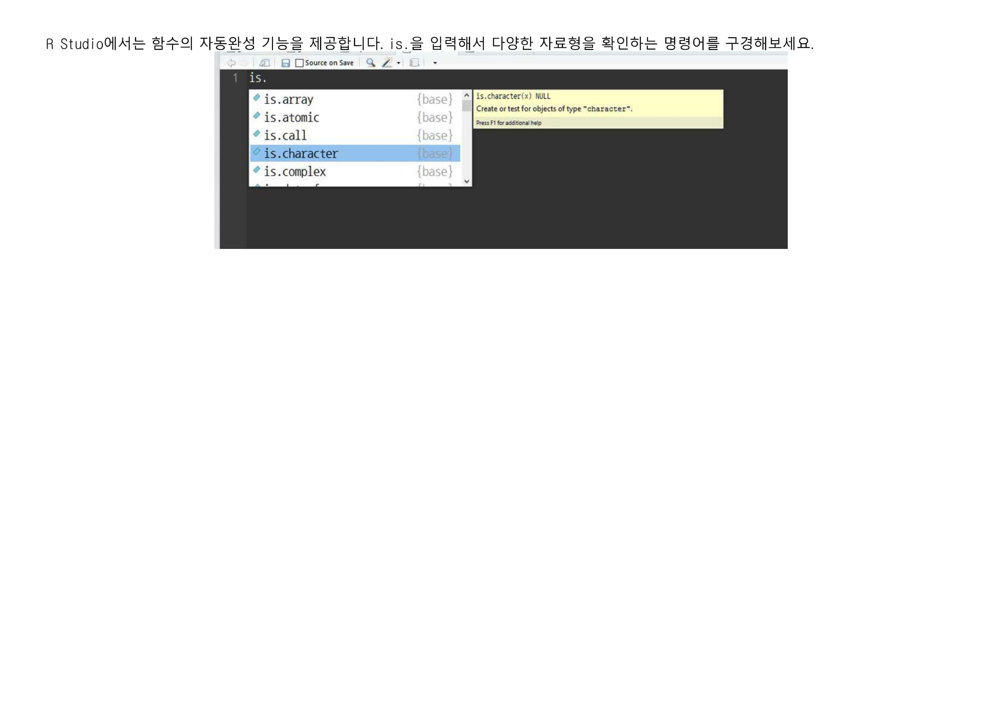 R Studio에서는 함수의 자동완성 기능을 제공합니다. is.을 입력해서 다양한 자료형을 확인하는 명령어를 구경해보세요.
Source on Save
1 is.
is.array {base}
is.atomic {base}
is.call {base}
is.character {base}
is.complex {base}
is.character(x) NULL
Create or test for objects of type "character".
Press F1 for additional help